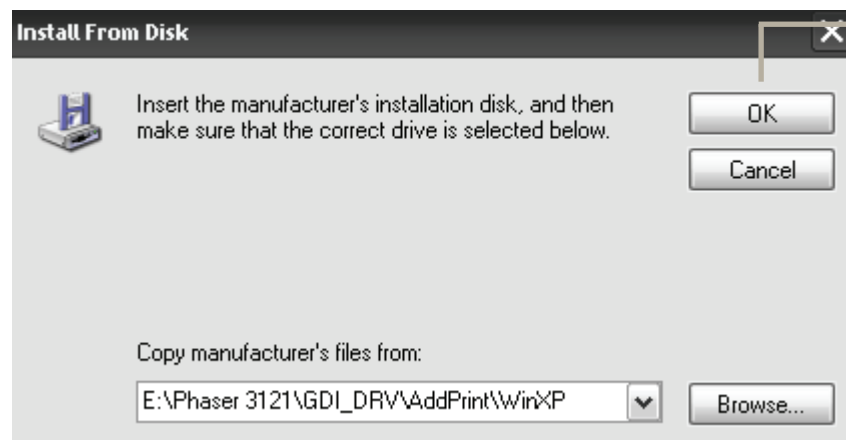 Install From Disk
Insert the manufacturer's installation disk, and then
make sure that the correct drive is selected below.
OK
Cancel
Copy manufacturer's files from:
E:\Phaser 3121\GDI_DRV\AddPrint\WinXP
Browse...